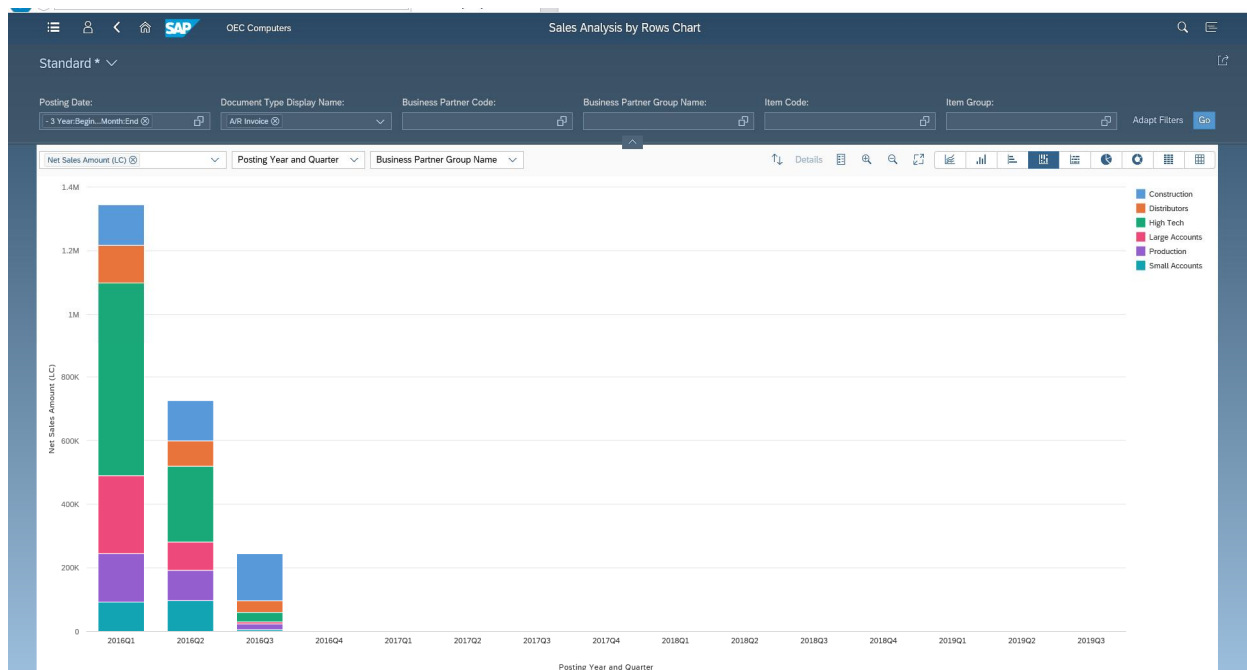 SAP OEC Computers Sales Analysis by Rows Chart
Standard *
Posting Date: Document Type Display Name: Business Partner Code: Business Partner Group Name: Item Code: Item Group:
- 3 Year:Begin...Month:End A/R Invoice Adapt Filters Go
Net Sales Amount (LC) Posting Year and Quarter Business Partner Group Name Details
1.4M
1.2M
1M
800K
600K
400K
200K
0
Net Sales Amount (LC)
Construction
Distributors
High Tech
Large Accounts
Production
Small Accounts
2016Q1 2016Q2 2016Q3 2016Q4 2017Q1 2017Q2 2017Q3 2017Q4 2018Q1 2018Q2 2018Q3 2018Q4 2019Q1 2019Q2 2019Q3
Posting Year and Quarter